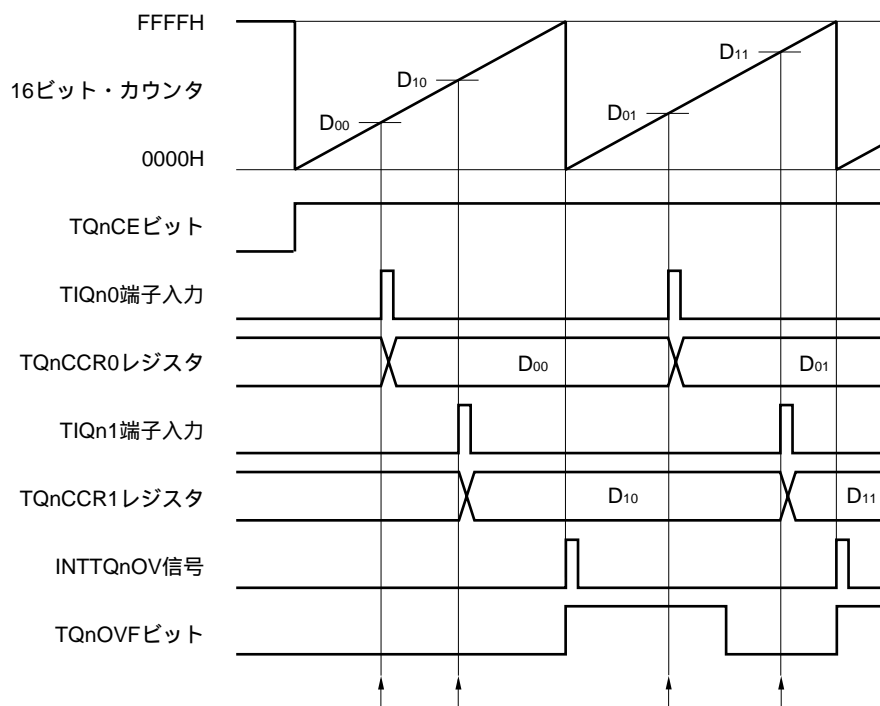 FFFFH
D11
D10
16ビット・カウンタ
D01
D00
0000H
TQnCEビット
TIQn0端子入力
TQnCCR0レジスタ
D00
D01
TIQn1端子入力
TQnCCR1レジスタ
D10
D11
INTTQnOV信号
TQnOVFビット